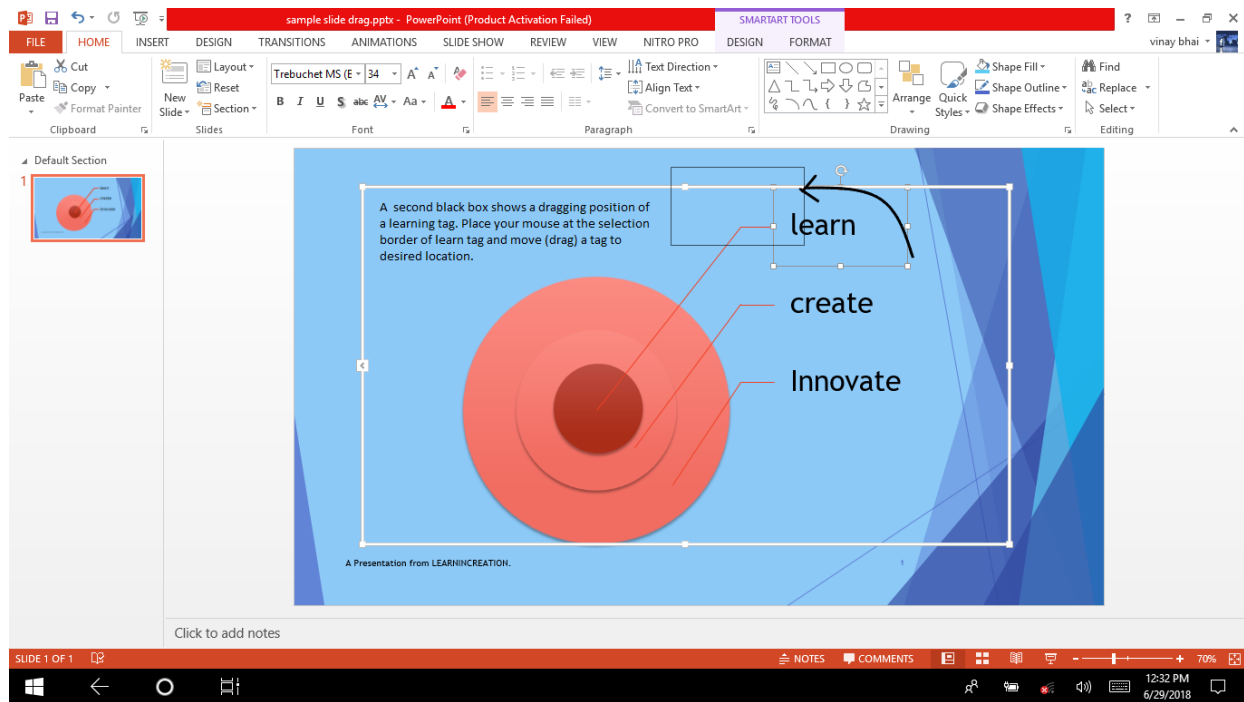 sample slide drag.pptx -  PowerPoint (Product Activation Failed)
SMARTART TOOLS
?
FILE HOME INSERT DESIGN TRANSITIONS ANIMATIONS SLIDE SHOW REVIEW VIEW NITRO PRO DESIGN FORMAT
vinay bhai
Paste
Cut
Copy
Format Painter
Clipboard
New
Slide
Layout
Reset
Section
Slides
Trebuchet MS (E
34
A A
B I U S abc AV Aa A
Font
Text Direction
Align Text
Convert to SmartArt
Paragraph
Arrange
Quick
Styles
Shape Fill
Shape Outline
Shape Effects
Drawing
Find
Replace
Select
Editing
Default Section
1
A  second black box shows a dragging position of
a learning tag. Place your mouse at the selection
border of learn tag and move (drag) a tag to
desired location.
learn
create
Innovate
A Presentation from LEARNINCREATION.
1
Click to add notes
SLIDE 1 OF 1
NOTES
COMMENTS
70%
12:32 PM
6/29/2018